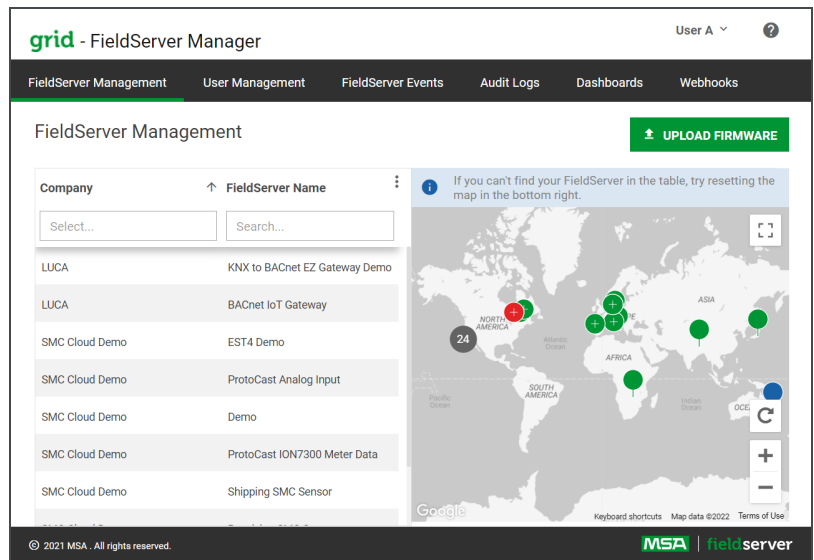 grid - FieldServer Manager
User A
?
FieldServer Management User Management FieldServer Events Audit Logs Dashboards Webhooks
FieldServer Management
UPLOAD FIRMWARE
Company FieldServer Name
Select... Search...
LUCA KNX to BACnet EZ Gateway Demo
LUCA BACnet IoT Gateway
SMC Cloud Demo EST4 Demo
SMC Cloud Demo ProtoCast Analog Input
SMC Cloud Demo Demo
SMC Cloud Demo ProtoCast ION7300 Meter Data
SMC Cloud Demo Shipping SMC Sensor
If you can't find your FieldServer in the table, try resetting the
map in the bottom right.
NORTH
AMERICA
24
Atlantic
Ocean
ASIA
AFRICA
SOUTH
AMERICA
Pacific
Ocean
Indian
Ocean
Google
Keyboard shortcuts Map data ©2022 Terms of Use
© 2021 MSA . All rights reserved.
MSA | fieldserver